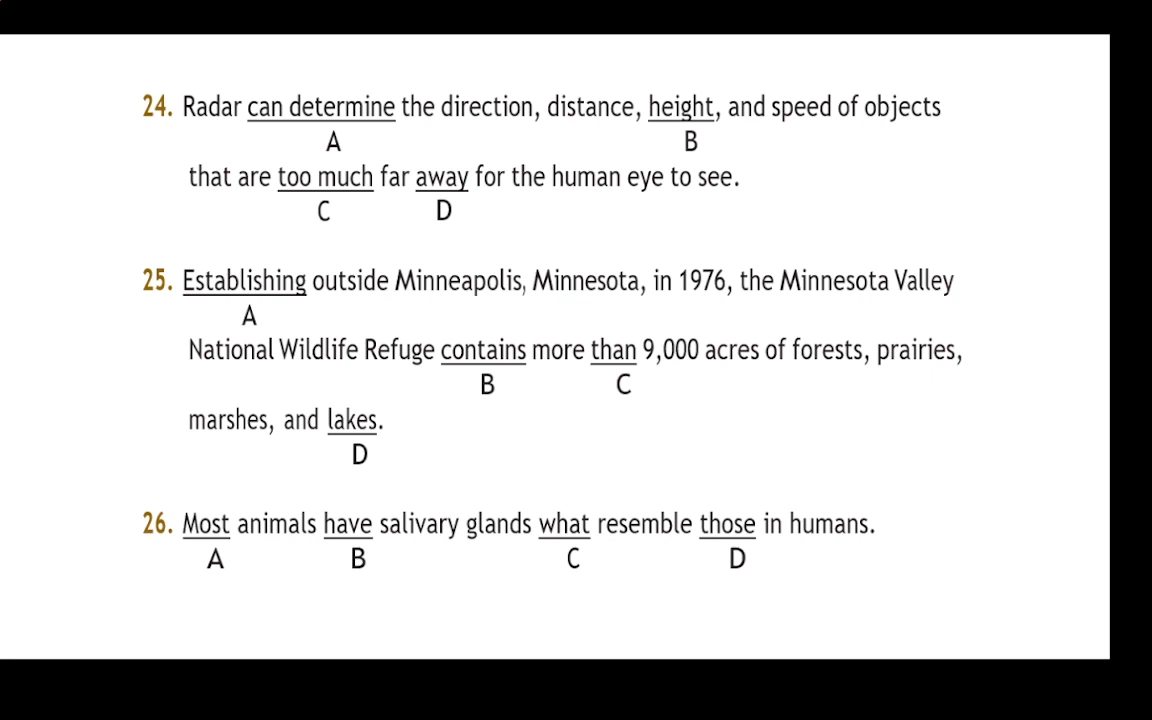 24. Radar can determine the direction, distance, height, and speed of objects
A B
that are too much far away for the human eye to see.
C D
25. Establishing outside Minneapolis, Minnesota, in 1976, the Minnesota Valley
A
National Wildlife Refuge contains more than 9,000 acres of forests, prairies,
B C
marshes, and lakes.
D
26. Most animals have salivary glands what resemble those in humans.
A B C D